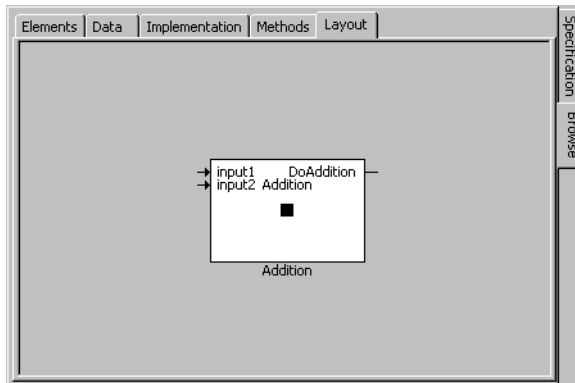 Elements Data Implementation Methods Layout
Specification
Browse
input1 DoAddition
input2 Addition
Addition